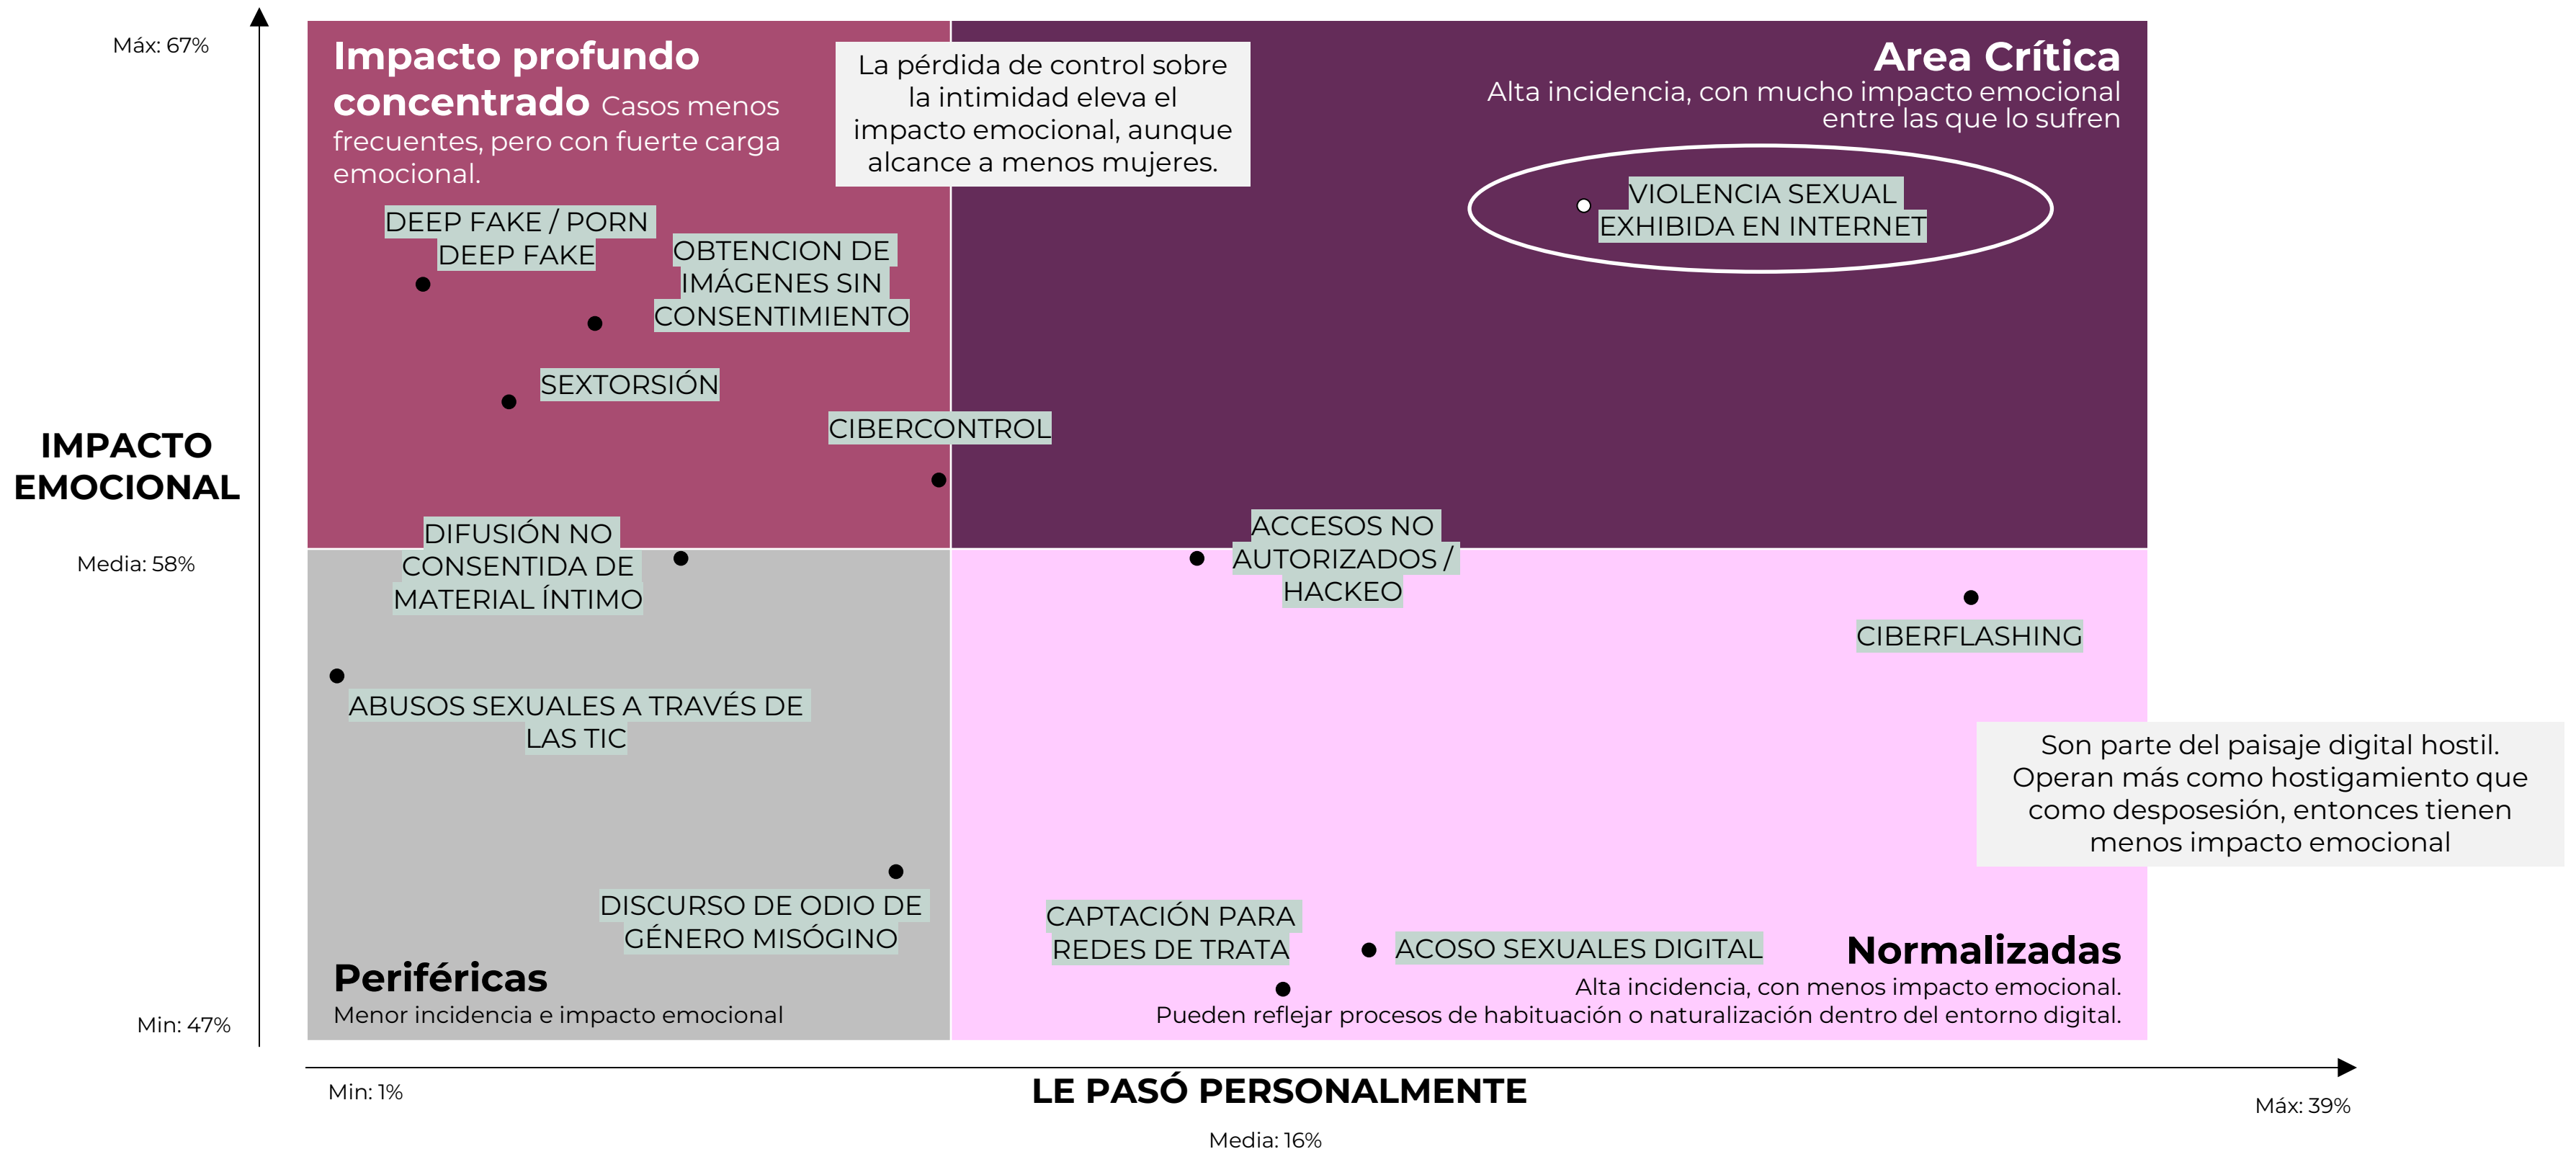 Máx: 67%
Impacto profundo
concentrado Casos menos
frecuentes, pero con fuerte carga
emocional.
La pérdida de control sobre
la intimidad eleva el
impacto emocional, aunque
alcance a menos mujeres.
Area Crítica
Alta incidencia, con mucho impacto emocional
entre las que lo sufren
VIOLENCIA SEXUAL
EXHIBIDA EN INTERNET
DEEP FAKE / PORN
DEEP FAKE
OBTENCION DE
IMÁGENES SIN
CONSENTIMIENTO
SEXTORSIÓN
CIBERCONTROL
IMPACTO
EMOCIONAL
Media: 58%
DIFUSIÓN NO
CONSENTIDA DE
MATERIAL ÍNTIMO
ACCESOS NO
AUTORIZADOS /
HACKEO
CIBERFLASHING
ABUSOS SEXUALES A TRAVÉS DE
LAS TIC
Son parte del paisaje digital hostil.
Operan más como hostigamiento que
como desposesión, entonces tienen
menos impacto emocional
DISCURSO DE ODIO DE
GÉNERO MISÓGINO
CAPTACIÓN PARA
REDES DE TRATA
ACOSO SEXUALES DIGITAL
Periféricas
Menor incidencia e impacto emocional
Normalizadas
Alta incidencia, con menos impacto emocional.
Pueden reflejar procesos de habituación o naturalización dentro del entorno digital.
Min: 47%
Min: 1%
LE PASÓ PERSONALMENTE
Máx: 39%
Media: 16%